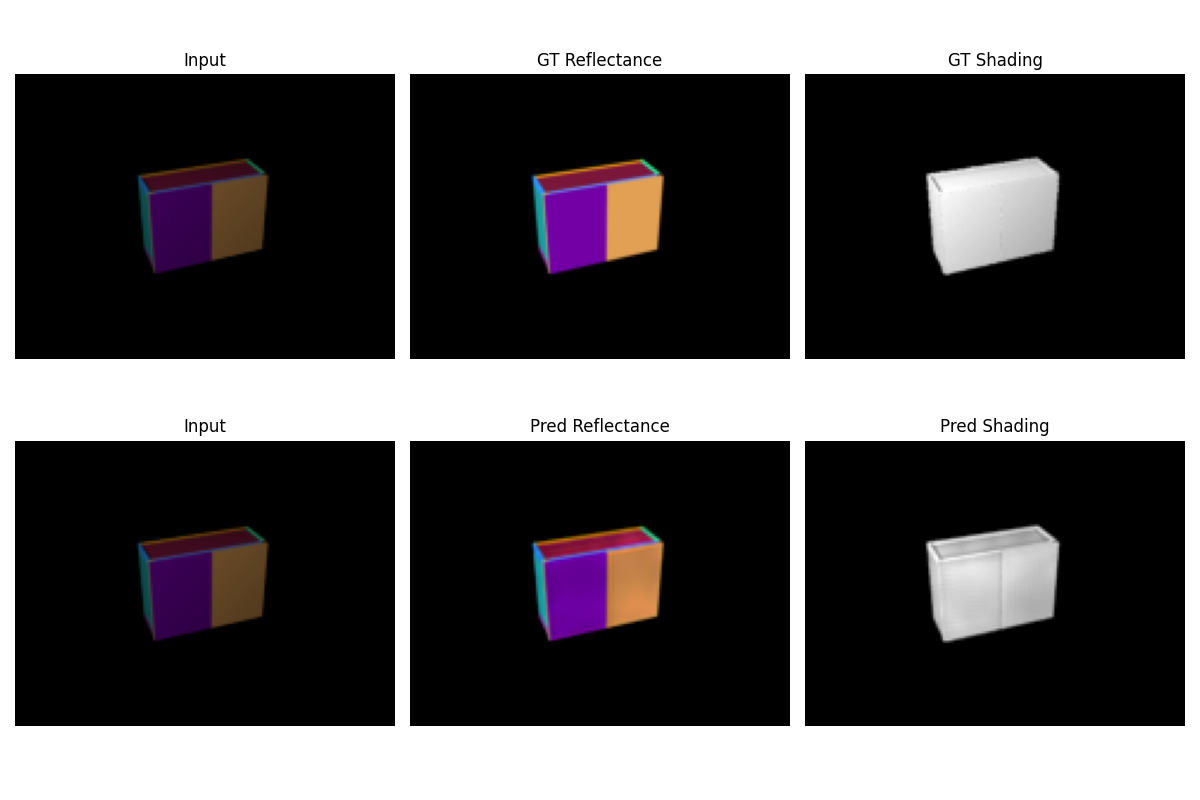 Input
GT Reflectance
GT Shading
Input
Pred Reflectance
Pred Shading